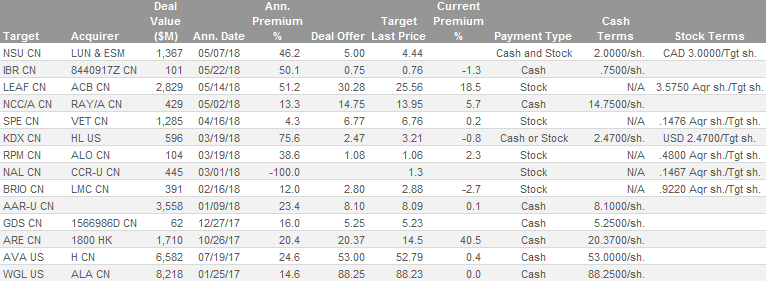 Deal Ann. Current
Value Premium Target Premium Cash
Target Acquirer ($M) Ann. Date % Deal Offer Last Price % Payment Type Terms Stock Terms
NSU CN LUN & ESM 1,367 05/07/18 46.2 5.00 4.44 Cash and Stock 2.0000/sh. CAD 3.0000/Tgt sh.
IBR CN 8440917Z CN 101 05/22/18 50.1 0.75 0.76 -1.3 Cash .7500/sh.
LEAF CN ACB CN 2,829 05/14/18 51.2 30.28 25.56 18.5 Stock N/A 3.5750 Aqr sh./Tgt sh.
NCC/A CN RAY/A CN 429 05/02/18 13.3 14.75 13.95 5.7 Cash 14.7500/sh.
SPE CN VET CN 1,285 04/16/18 4.3 6.77 6.76 0.2 Stock N/A .1476 Aqr sh./Tgt sh.
KDX CN HL US 596 03/19/18 75.6 2.47 3.21 -0.8 Cash or Stock 2.4700/sh. USD 2.4700/Tgt sh.
RPM CN ALO CN 104 03/19/18 38.6 1.08 1.06 2.3 Stock N/A .4800 Aqr sh./Tgt sh.
NAL CN CCR-U CN 445 03/01/18 -100.0 1.3 Stock N/A .1467 Aqr sh./Tgt sh.
BRIO CN LMC CN 391 02/16/18 12.0 2.80 2.88 -2.7 Stock N/A .9220 Aqr sh./Tgt sh.
AAR-U CN 3,558 01/09/18 23.4 8.10 8.09 0.1 Cash 8.1000/sh.
GDS CN 1566986D CN 62 12/27/17 16.0 5.25 5.23 Cash 5.2500/sh.
ARE CN 1800 HK 1,710 10/26/17 20.4 20.37 14.5 40.5 Cash 20.3700/sh.
AVA US H CN 6,582 07/19/17 24.6 53.00 52.79 0.4 Cash 53.0000/sh.
WGL US ALA CN 8,218 01/25/17 14.6 88.25 88.23 0.0 Cash 88.2500/sh.